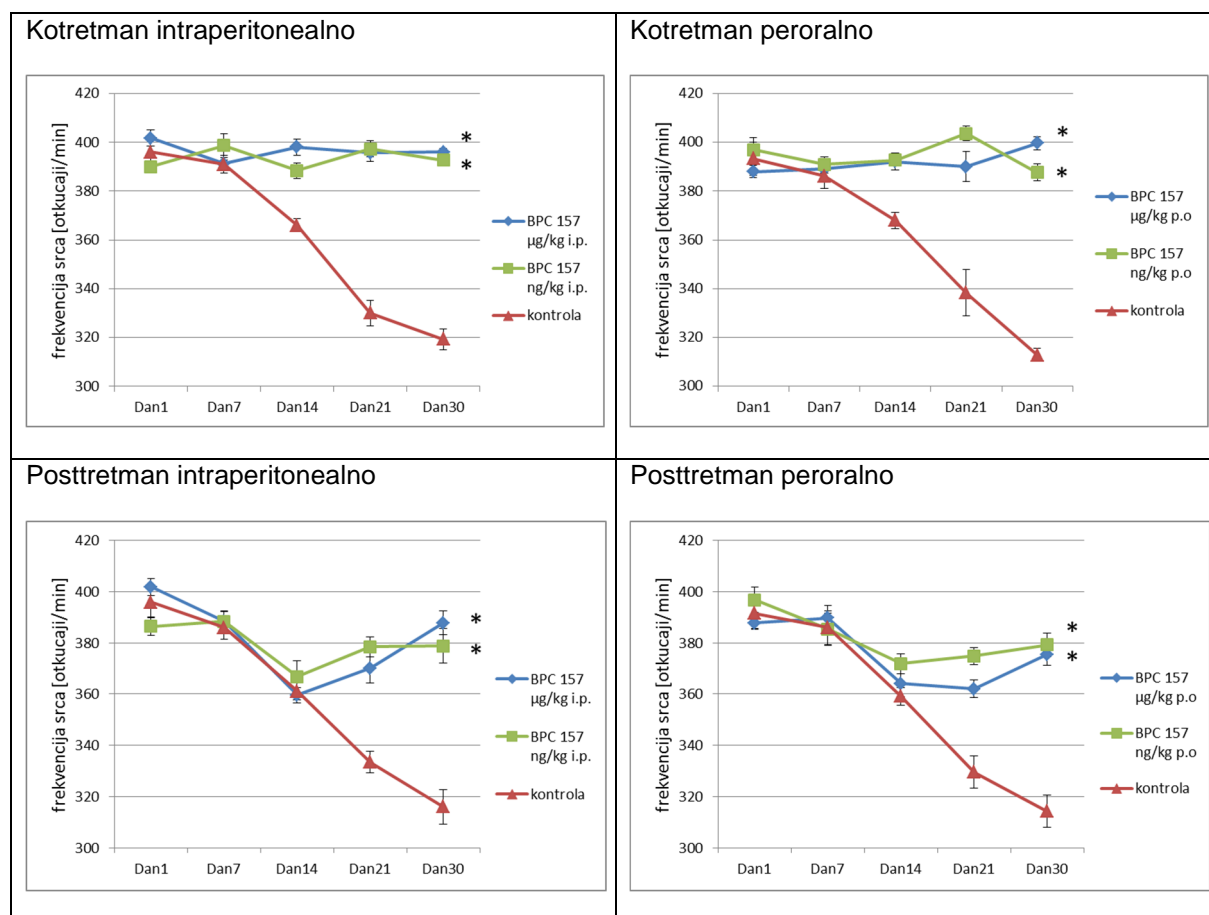 Kotretman intraperitonealno
frekvencija srca [otkucaji/min]
420
400
380
360
340
320
300
Dan1 Dan7 Dan14 Dan21 Dan30
*
*
BPC 157
µg/kg i.p.
BPC 157
ng/kg i.p.
kontrola
Kotretman peroralno
frekvencija srca [otkucaji/min]
420
400
380
360
340
320
300
Dan1 Dan7 Dan14 Dan21 Dan30
*
*
BPC 157
µg/kg p.o
BPC 157
ng/kg p.o
kontrola
Posttretman intraperitonealno
frekvencija srca [otkucaji/min]
420
400
380
360
340
320
300
Dan1 Dan7 Dan14 Dan21 Dan30
*
*
BPC 157
µg/kg i.p.
BPC 157
ng/kg i.p.
kontrola
Posttretman peroralno
frekvencija srca [otkucaji/min]
420
400
380
360
340
320
300
Dan1 Dan7 Dan14 Dan21 Dan30
*
*
BPC 157
µg/kg p.o
BPC 157
ng/kg p.o
kontrola